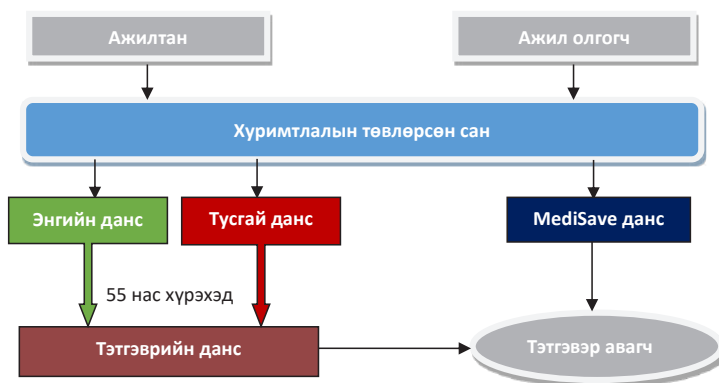 Ажилтан
Ажил олгогч
Хуримтлалын төвлөрсөн сан
Энгийн данс
Тусгай данс
MediSave данс
55 нас хүрэхэд
Тэтгэврийн данс
Тэтгэвэр авагч